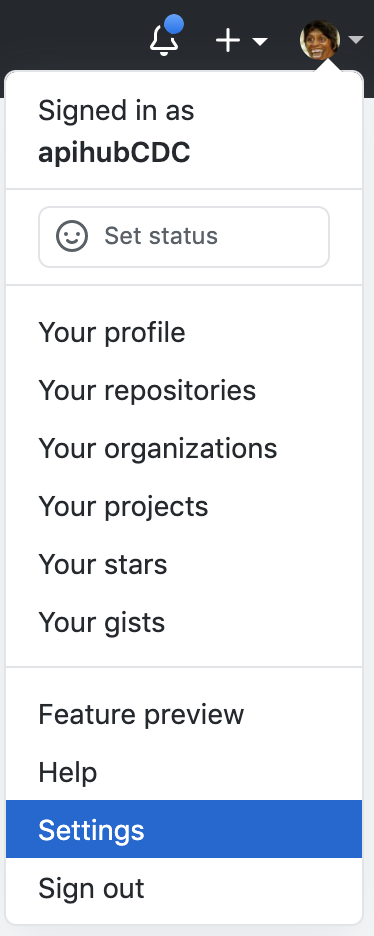 Signed in as
apihubCDC
Set status
Your profile
Your repositories
Your organizations
Your projects
Your stars
Your gists
Feature preview
Help
Settings
Sign out